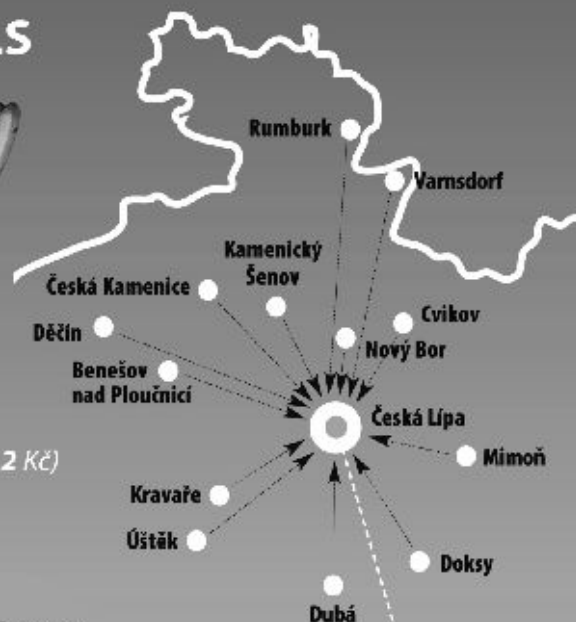 LS
Rumburk
Varnsdorf
Kamenický
Šenov
Česká Kamenice
Cvikov
Děčín
Nový Bor
Benešov
nad Ploučnicí
Česká Lípa
2 Kč)
Mimoň
Kravaře
Úštěk
Doksy
Dubá